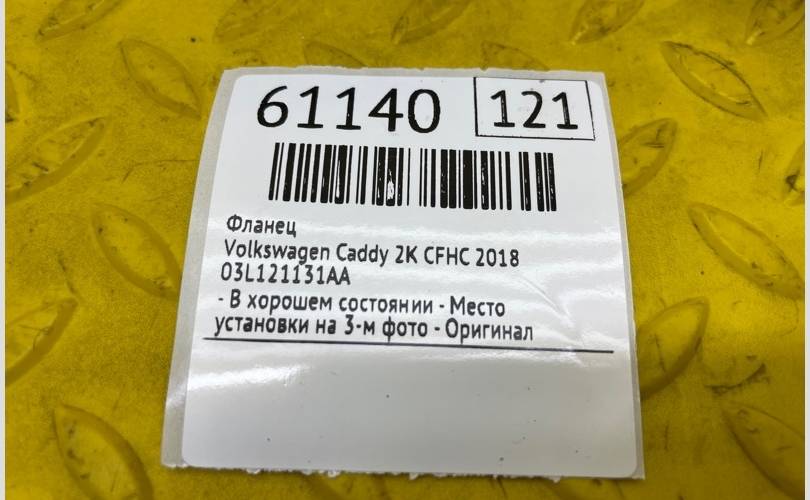 61140 121
Фланец
Volkswagen Caddy 2K CFHC 2018
03L121131AA
- В хорошем состоянии - Место
установки на 3-м фото - Оригинал